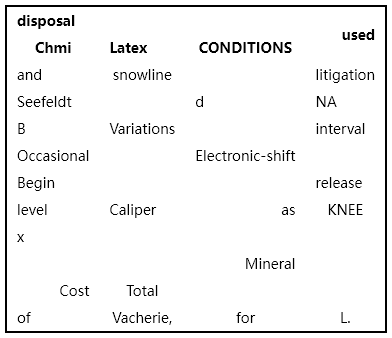 disposal used
Chmi Latex CONDITIONS
and snowline litigation
Seefeldt d NA
B Variations interval
Occasional Electronic-shift
Begin release
level Caliper as KNEE
x
Mineral
Cost Total
of Vacherie, for L.